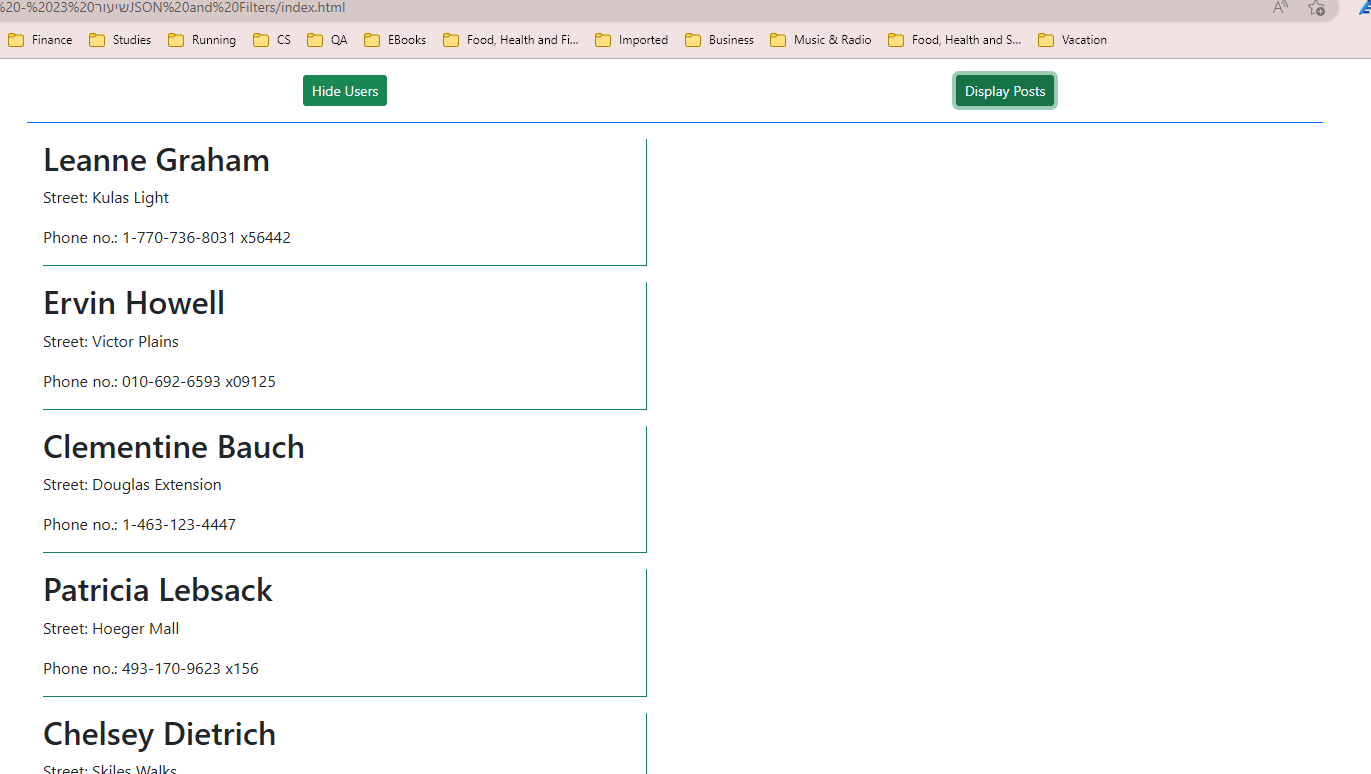 %20-%2023%20שיעורJSON%20and%20Filters/index.html
Finance Studies Running CS QA EBooks Food, Health and Fi... Imported Business Music & Radio Food, Health and S... Vacation
Hide Users Display Posts
Leanne Graham
Street: Kulas Light
Phone no.: 1-770-736-8031 x56442
Ervin Howell
Street: Victor Plains
Phone no.: 010-692-6593 x09125
Clementine Bauch
Street: Douglas Extension
Phone no.: 1-463-123-4447
Patricia Lebsack
Street: Hoeger Mall
Phone no.: 493-170-9623 x156
Chelsey Dietrich
Street: Skiles Walks